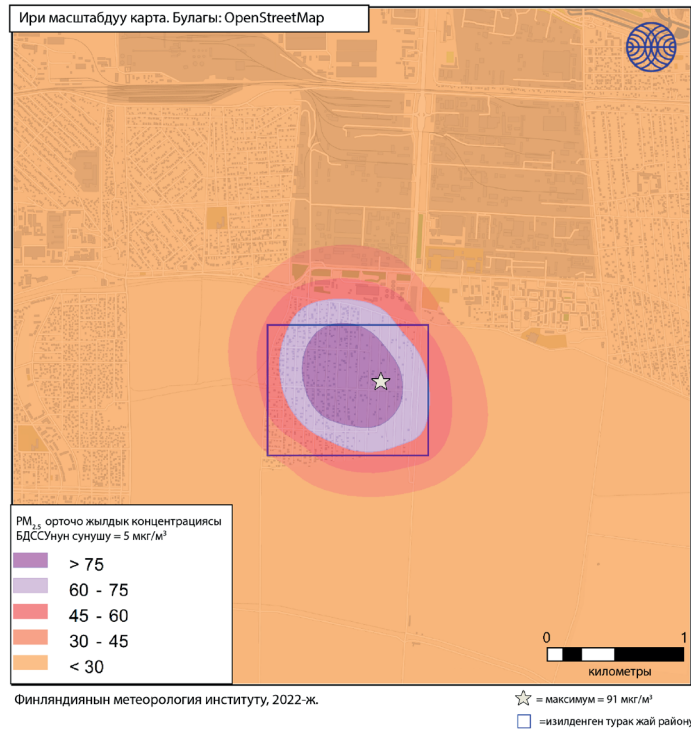 Ири масштабдуу карта. Булагы: OpenStreetMap
PM2.5 орточо жылдык концентрациясы
БДССУнун сунушу = 5 мкг/м³
> 75
60 - 75
45 - 60
30 - 45
< 30
0 1
километры
Финляндиянын метеорология институту, 2022-ж.
= максимум = 91 мкг/м³
=изилденген турак жай району